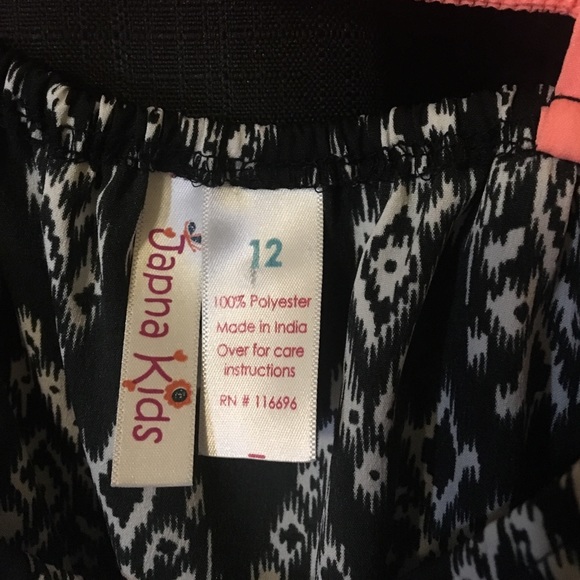 Japna Kids
12
100% Polyester
Made in India
Over for care
instructions
RN # 116696